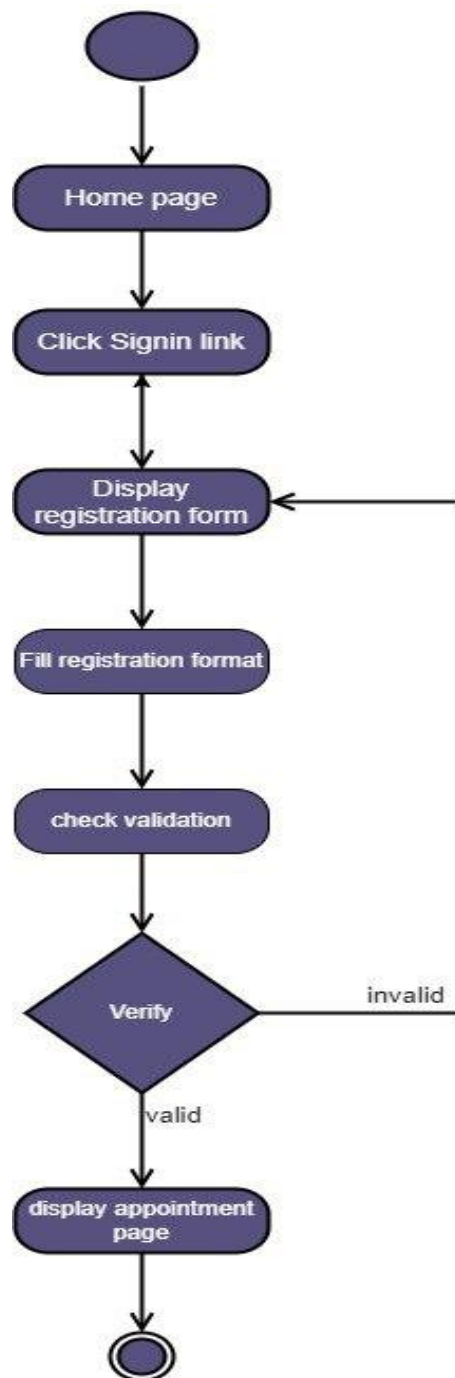 Home page
Click Signin link
Display
registration form
Fill registration format
check validation
Verify
invalid
valid
display appointment
page